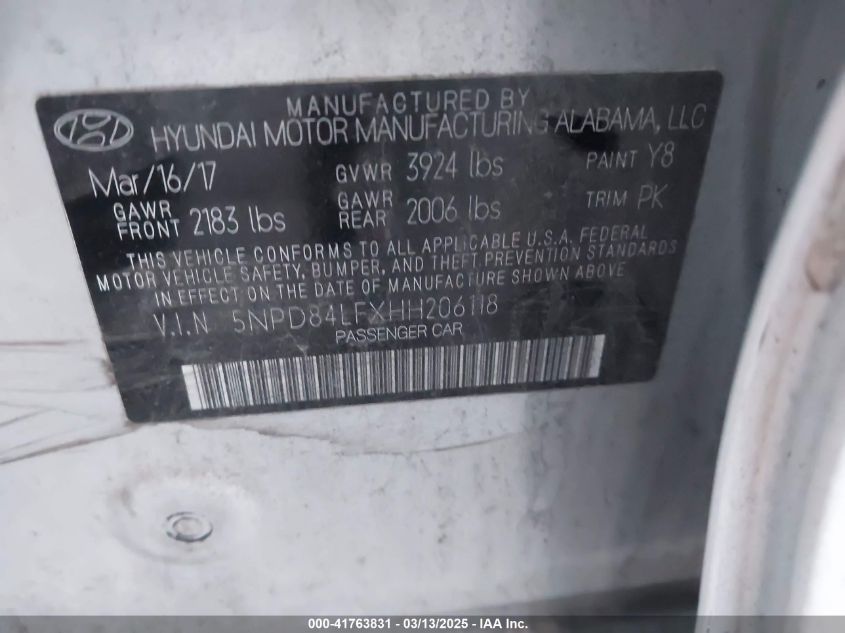 MANUFACTURED BY
HYUNDAI MOTOR MANUFACTURING ALABAMA, LLC
Mar/16/17 GVWR 3924 lbs PAINT Y8
GAWR FRONT 2183 lbs GAWR REAR 2006 lbs TRIM PK
THIS VEHICLE CONFORMS TO ALL APPLICABLE U.S.A. FEDERAL
MOTOR VEHICLE SAFETY, BUMPER, AND THEFT PREVENTION STANDARDS
IN EFFECT ON THE DATE OF MANUFACTURE SHOWN ABOVE
V.I.N 5NPD84LFXHH206118
PASSENGER CAR
000-41763831 - 03/13/2025 - IAA Inc.